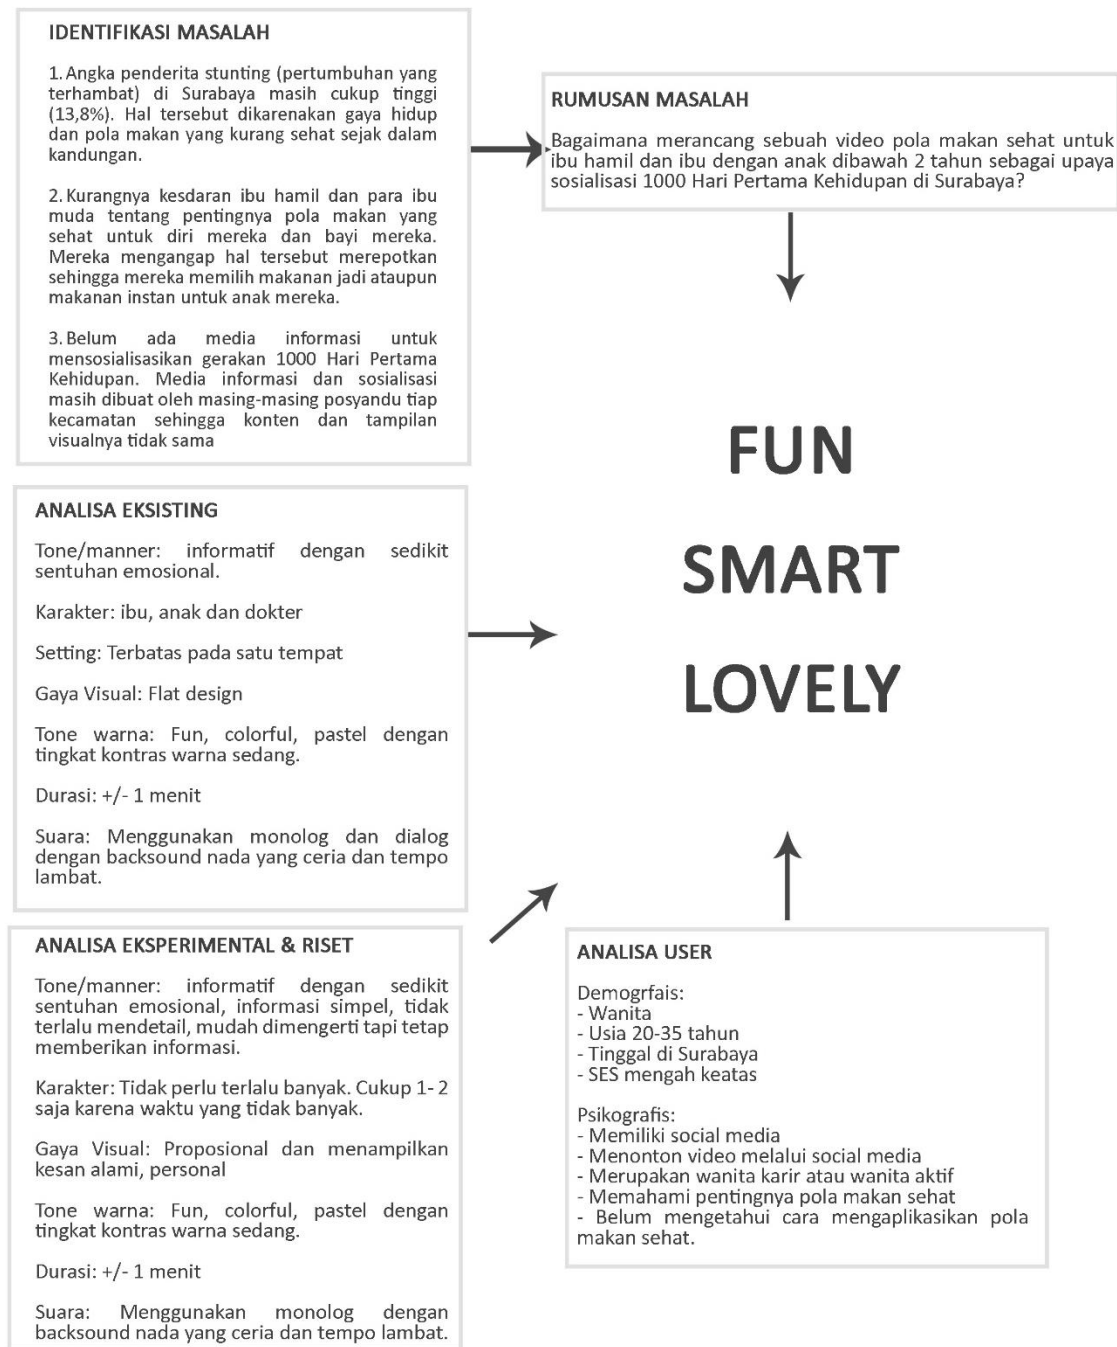 IDENTIFIKASI MASALAH
1. Angka penderita stunting (pertumbuhan yang
terhambat) di Surabaya masih cukup tinggi
(13,8%). Hal tersebut dikarenakan gaya hidup
dan pola makan yang kurang sehat sejak dalam
kandungan.
2. Kurangnya kesdaran ibu hamil dan para ibu
muda tentang pentingnya pola makan yang
sehat untuk diri mereka dan bayi mereka.
Mereka mengangap hal tersebut merepotkan
sehingga mereka memilih makanan jadi ataupun
makanan instan untuk anak mereka.
3. Belum ada media informasi untuk
mensosialisasikan gerakan 1000 Hari Pertama
Kehidupan. Media informasi dan sosialisasi
masih dibuat oleh masing-masing posyandu tiap
kecamatan sehingga konten dan tampilan
visualnya tidak sama
RUMUSAN MASALAH
Bagaimana merancang sebuah video pola makan sehat untuk
ibu hamil dan ibu dengan anak dibawah 2 tahun sebagai upaya
sosialisasi 1000 Hari Pertama Kehidupan di Surabaya?
FUN
SMART
LOVELY
ANALISA EKSISTING
Tone/manner: informatif dengan sedikit
sentuhan emosional.
Karakter: ibu, anak dan dokter
Setting: Terbatas pada satu tempat
Gaya Visual: Flat design
Tone warna: Fun, colorful, pastel dengan
tingkat kontras warna sedang.
Durasi: +/- 1 menit
Suara: Menggunakan monolog dan dialog
dengan backsound nada yang ceria dan tempo
lambat.
ANALISA EKSPERIMENTAL & RISET
Tone/manner: informatif dengan sedikit
sentuhan emosional, informasi simpel, tidak
terlalu mendetail, mudah dimengerti tapi tetap
memberikan informasi.
Karakter: Tidak perlu terlalu banyak. Cukup 1- 2
saja karena waktu yang tidak banyak.
Gaya Visual: Proposional dan menampilkan
kesan alami, personal
Tone warna: Fun, colorful, pastel dengan
tingkat kontras warna sedang.
Durasi: +/- 1 menit
Suara: Menggunakan monolog dengan
backsound nada yang ceria dan tempo lambat.
ANALISA USER
Demogrfais:
- Wanita
- Usia 20-35 tahun
- Tinggal di Surabaya
- SES mengah keatas
Psikografis:
- Memiliki social media
- Menonton video melalui social media
- Merupakan wanita karir atau wanita aktif
- Memahami pentingnya pola makan sehat
- Belum mengetahui cara mengaplikasikan pola
makan sehat.